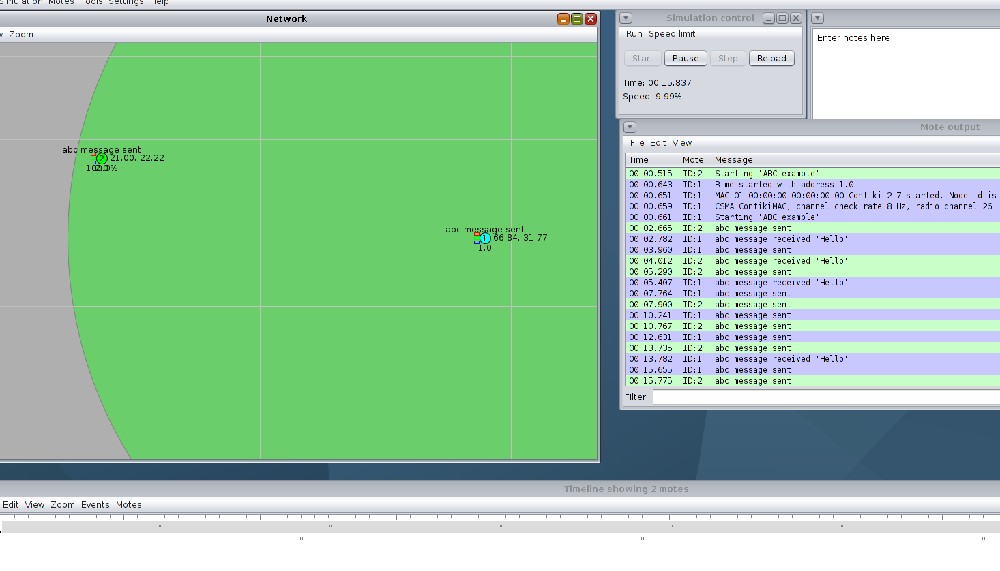 Simulation Motes Tools Settings Help
Network
Zoom
abc message sent
2 21.00, 22.22
abc message sent
1 66.84, 31.77
1.0
Simulation control
Run Speed limit
Start Pause Step Reload
Time: 00:15.837
Speed: 9.99%
Enter notes here
Mote output
File Edit View
Time Mote Message
00:00.515 ID:2 Starting 'ABC example'
00:00.643 ID:1 Rime started with address 1.0
00:00.651 ID:1 MAC 01:00:00:00:00:00:00:00 Contiki 2.7 started. Node id is
00:00.659 ID:1 CSMA ContikiMAC, channel check rate 8 Hz, radio channel 26
00:00.661 ID:1 Starting 'ABC example'
00:02.665 ID:2 abc message sent
00:02.782 ID:1 abc message received 'Hello'
00:03.960 ID:1 abc message sent
00:04.012 ID:2 abc message received 'Hello'
00:05.290 ID:2 abc message sent
00:05.407 ID:1 abc message received 'Hello'
00:07.764 ID:1 abc message sent
00:07.900 ID:2 abc message sent
00:10.241 ID:1 abc message sent
00:10.767 ID:2 abc message sent
00:12.631 ID:1 abc message sent
00:13.735 ID:2 abc message sent
00:13.782 ID:1 abc message received 'Hello'
00:15.655 ID:1 abc message sent
00:15.775 ID:2 abc message sent
Filter:
Timeline showing 2 motes
Edit View Zoom Events Motes